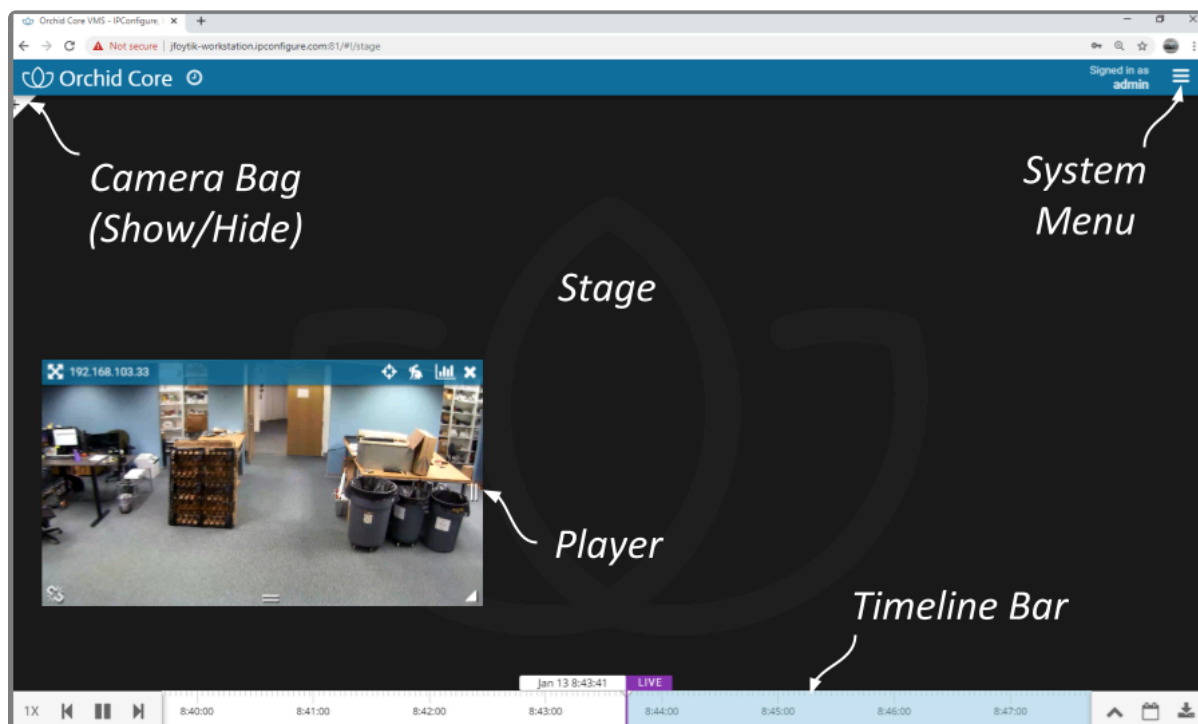 Orchid Core VMS - IPConfigure,
Not secure | jfoytik-workstation.ipconfigure.com:81/#!/stage
Orchid Core
Signed in as
admin
Camera Bag
(Show/Hide)
System
Menu
Stage
192.168.103.33
Player
Timeline Bar
Jan 13 8:43:41 LIVE
1X 8:40:00 8:41:00 8:42:00 8:43:00 8:44:00 8:45:00 8:46:00 8:47:00